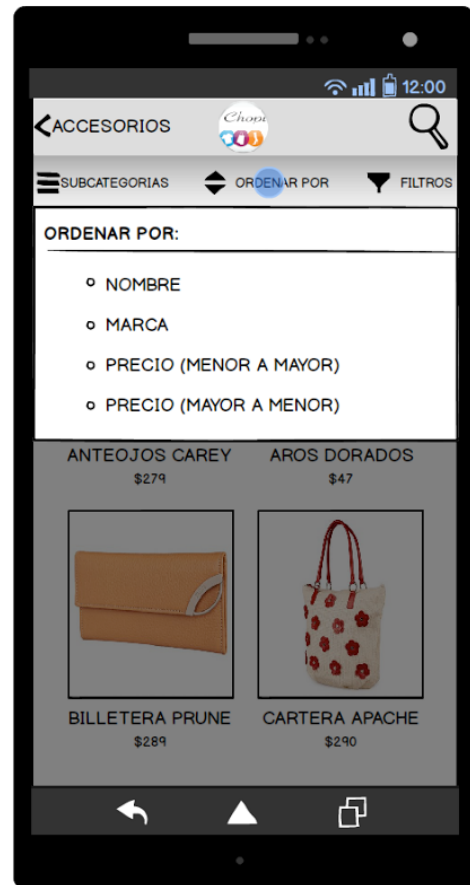 12:00
ACCESORIOS
Chopi
SUBCATEGORIAS ORDENAR POR FILTROS
ORDENAR POR:
NOMBRE
MARCA
PRECIO (MENOR A MAYOR)
PRECIO (MAYOR A MENOR)
ANTEOJOS CAREY AROS DORADOS
$279 $47
BILLETERA PRUNE CARTERA APACHE
$289 $290